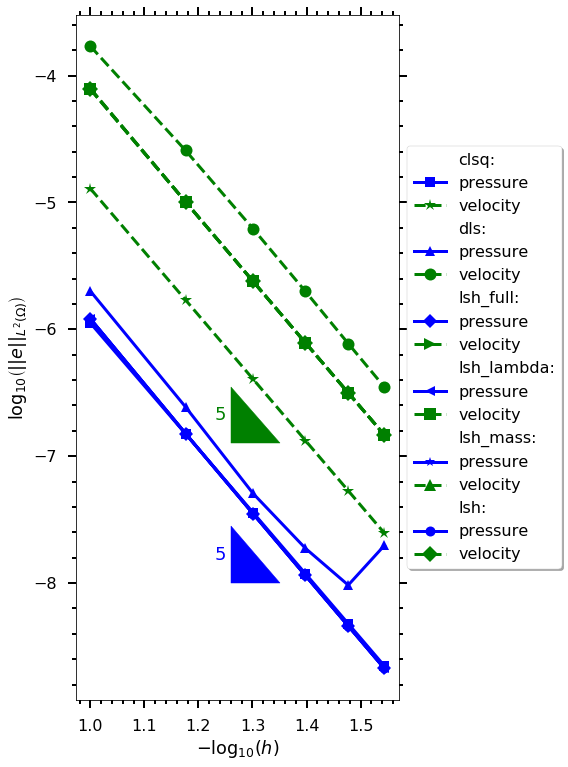 −4
−5
−6
−7
−8
log₁₀(||e||_{L²(Ω)})
5
5
1.0 1.1 1.2 1.3 1.4 1.5
−log₁₀(h)
clsq:
pressure
velocity
dls:
pressure
velocity
lsh_full:
pressure
velocity
lsh_lambda:
pressure
velocity
lsh_mass:
pressure
velocity
lsh:
pressure
velocity